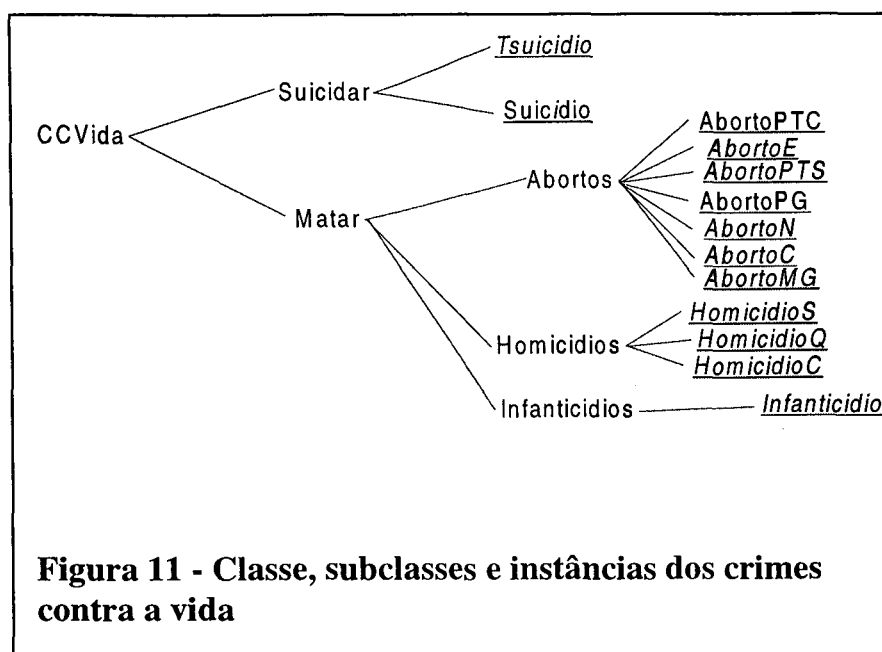 Tsuicidio
Suicidar
Suicídio
CCVida
AbortoPTC
AbortoE
Abortos
AbortoPTS
AbortoPG
Matar
AbortoN
AbortoC
AbortoMG
HomicidioS
Homicidios
HomicidioQ
HomicidioC
Infanticidios
Infanticidio
Figura 11 - Classe, subclasses e instâncias dos crimes
contra a vida